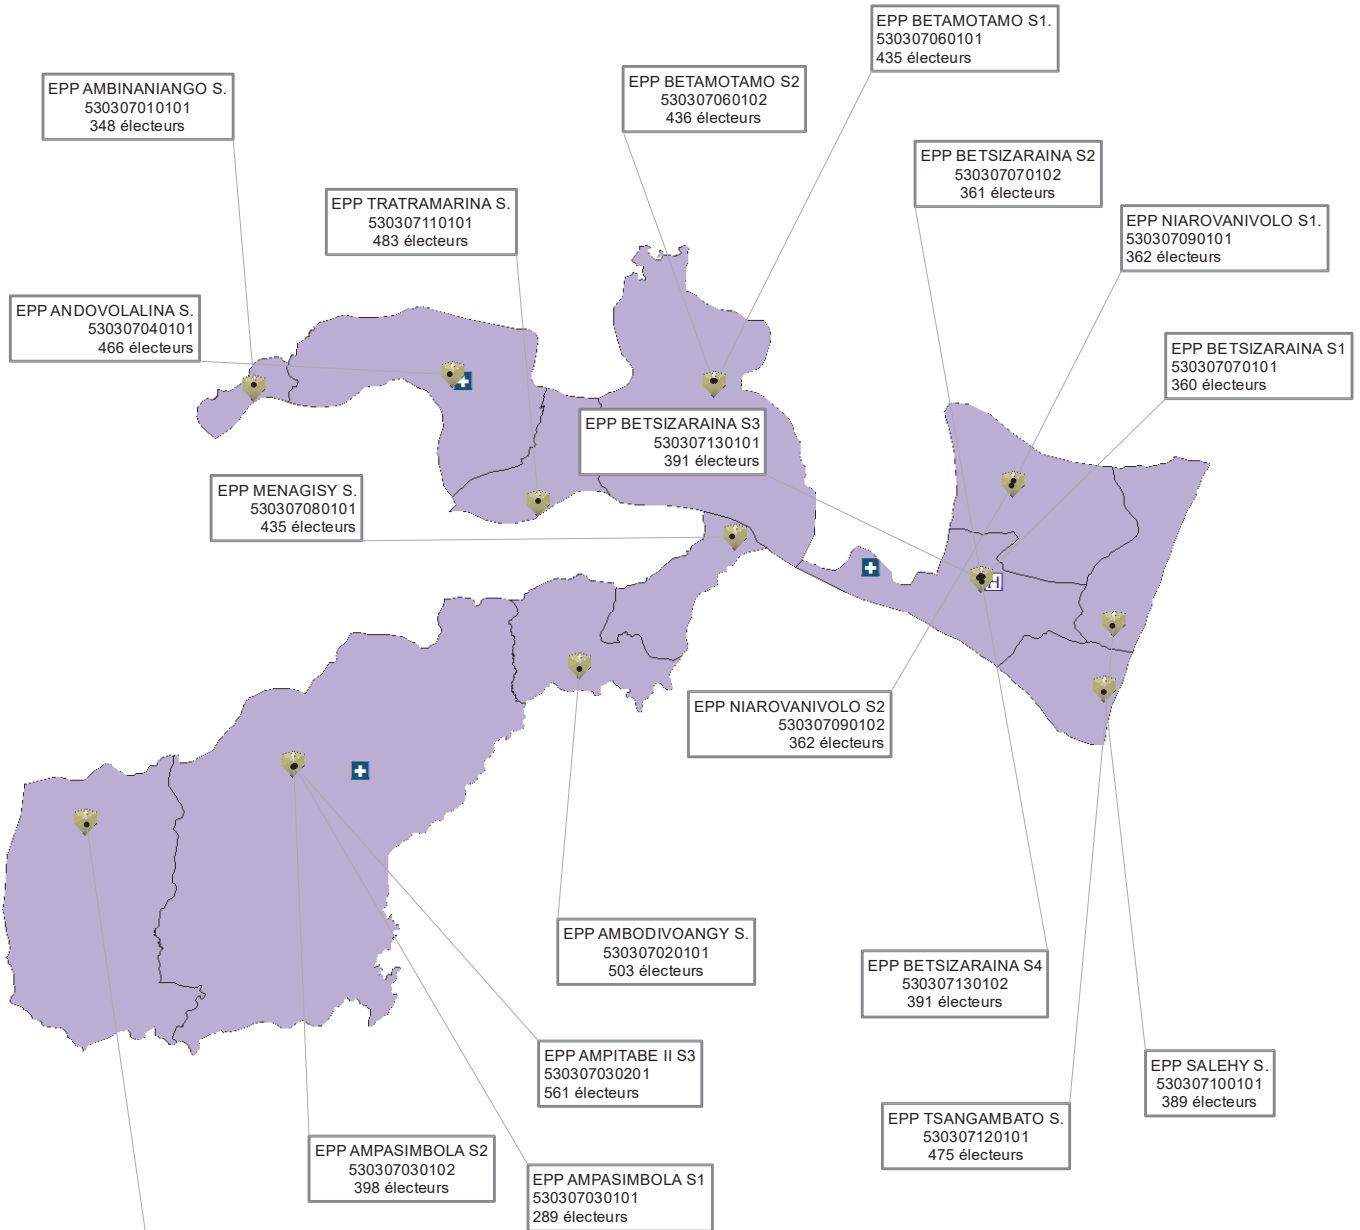 EPP BETAMOTAMO S1.
530307060101
435 électeurs
EPP BETAMOTAMO S2
530307060102
436 électeurs
EPP AMBINANIANGO S.
530307010101
348 électeurs
EPP BETSIZARAINA S2
530307070102
361 électeurs
EPP TRATRAMARINA S.
530307110101
483 électeurs
EPP NIAROVANIVOLO S1.
530307090101
362 électeurs
EPP ANDOVOLALINA S.
530307040101
466 électeurs
EPP BETSIZARAINA S1
530307070101
360 électeurs
EPP BETSIZARAINA S3
530307130101
391 électeurs
EPP MENAGISY S.
530307080101
435 électeurs
H
EPP NIAROVANIVOLO S2
530307090102
362 électeurs
EPP AMBODIVOANGY S.
530307020101
503 électeurs
EPP BETSIZARAINA S4
530307130102
391 électeurs
EPP AMPITABE II S3
530307030201
561 électeurs
EPP SALEHY S.
530307100101
389 électeurs
EPP TSANGAMBATO S.
530307120101
475 électeurs
EPP AMPASIMBOLA S2
530307030102
398 électeurs
EPP AMPASIMBOLA S1
530307030101
289 électeurs